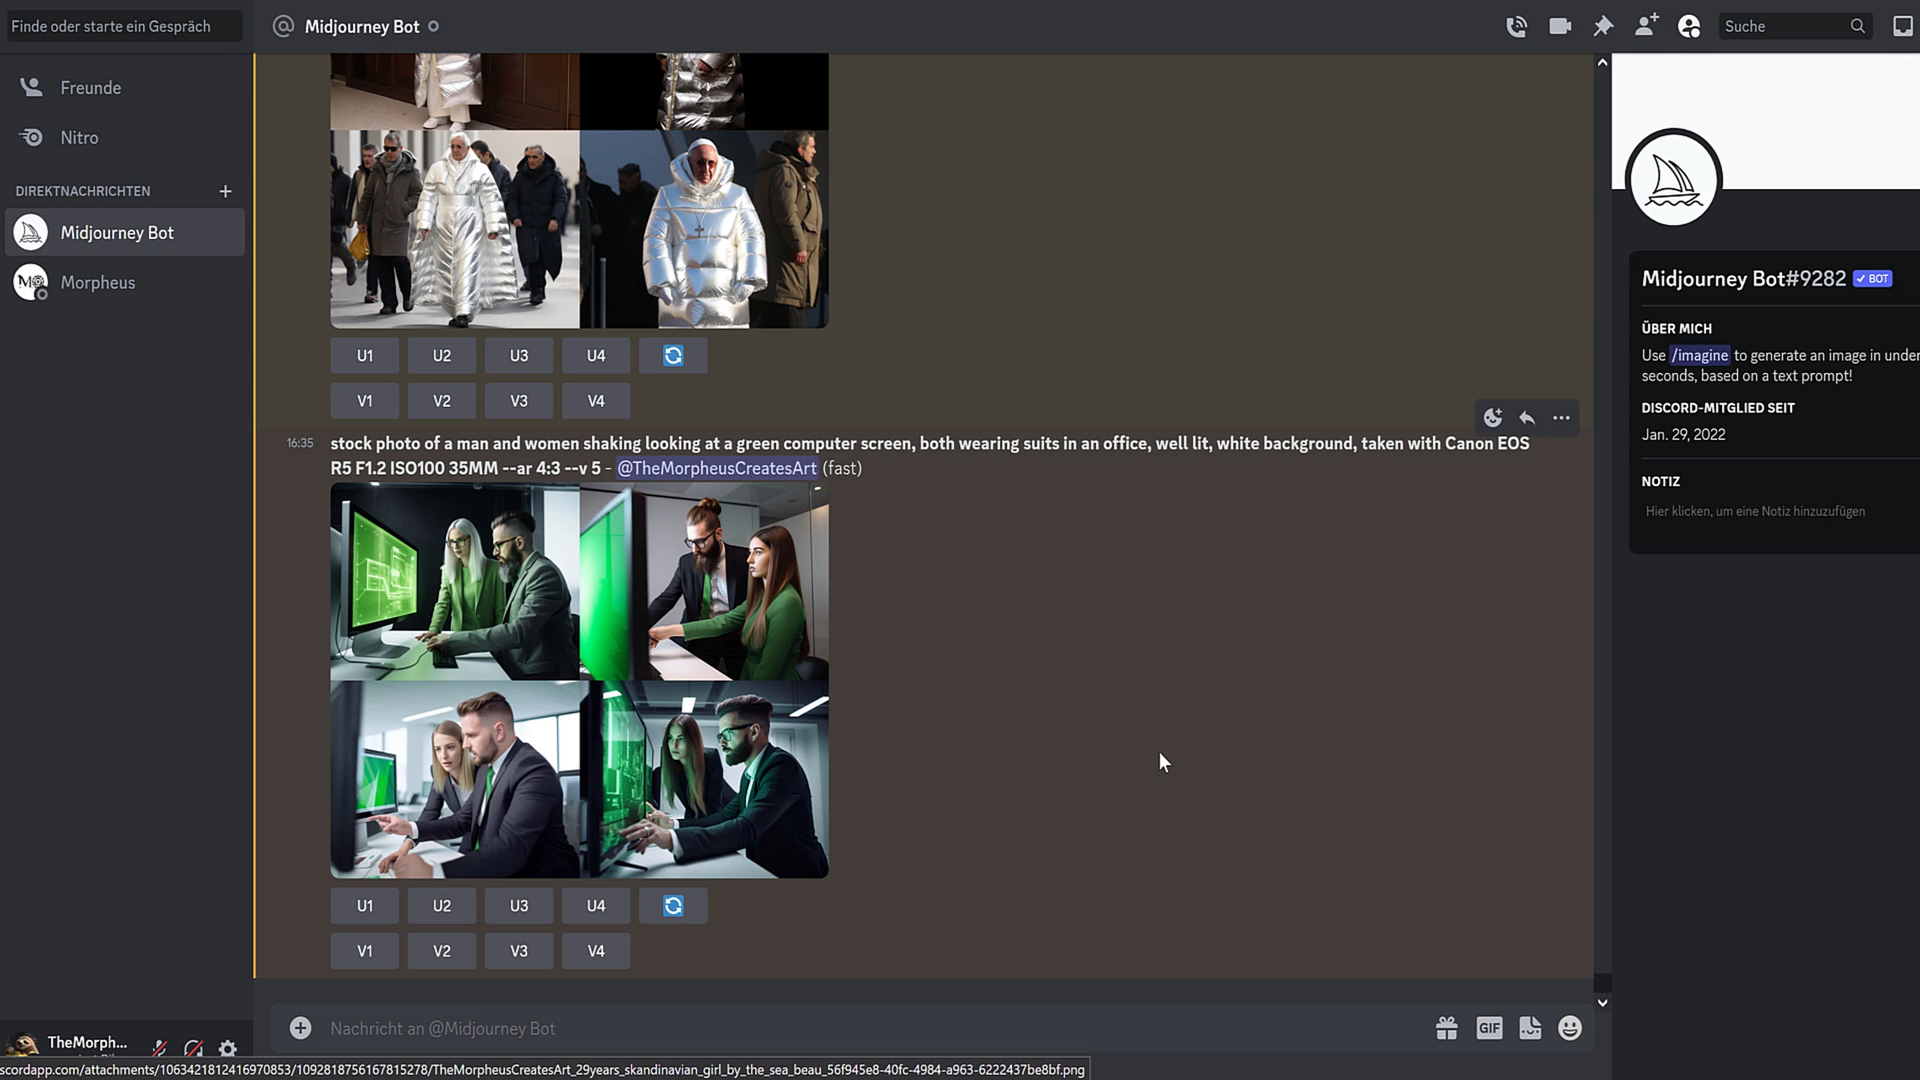 Finde oder starte ein Gespräch
Midjourney Bot
Suche
Freunde
Nitro
DIREKTNACHRICHTEN
Midjourney Bot
Morpheus
U1 U2 U3 U4
V1 V2 V3 V4
16:35 stock photo of a man and women shaking looking at a green computer screen, both wearing suits in an office, well lit, white background, taken with Canon EOS
R5 F1.2 ISO100 35MM --ar 4:3 --v 5 - @TheMorpheusCreatesArt (fast)
U1 U2 U3 U4
V1 V2 V3 V4
Nachricht an @Midjourney Bot
GIF
Midjourney Bot#9282 ✓ BOT
ÜBER MICH
Use /imagine to generate an image in under
seconds, based on a text prompt!
DISCORD-MITGLIED SEIT
Jan. 29, 2022
NOTIZ
Hier klicken, um eine Notiz hinzuzufügen
TheMorph...
scordapp.com/attachments/1063421812416970853/1092818756167815278/TheMorpheusCreatesArt_29years_skandinavian_girl_by_the_sea_beau_56f945e8-40fc-4984-a963-6222437be8bf.png